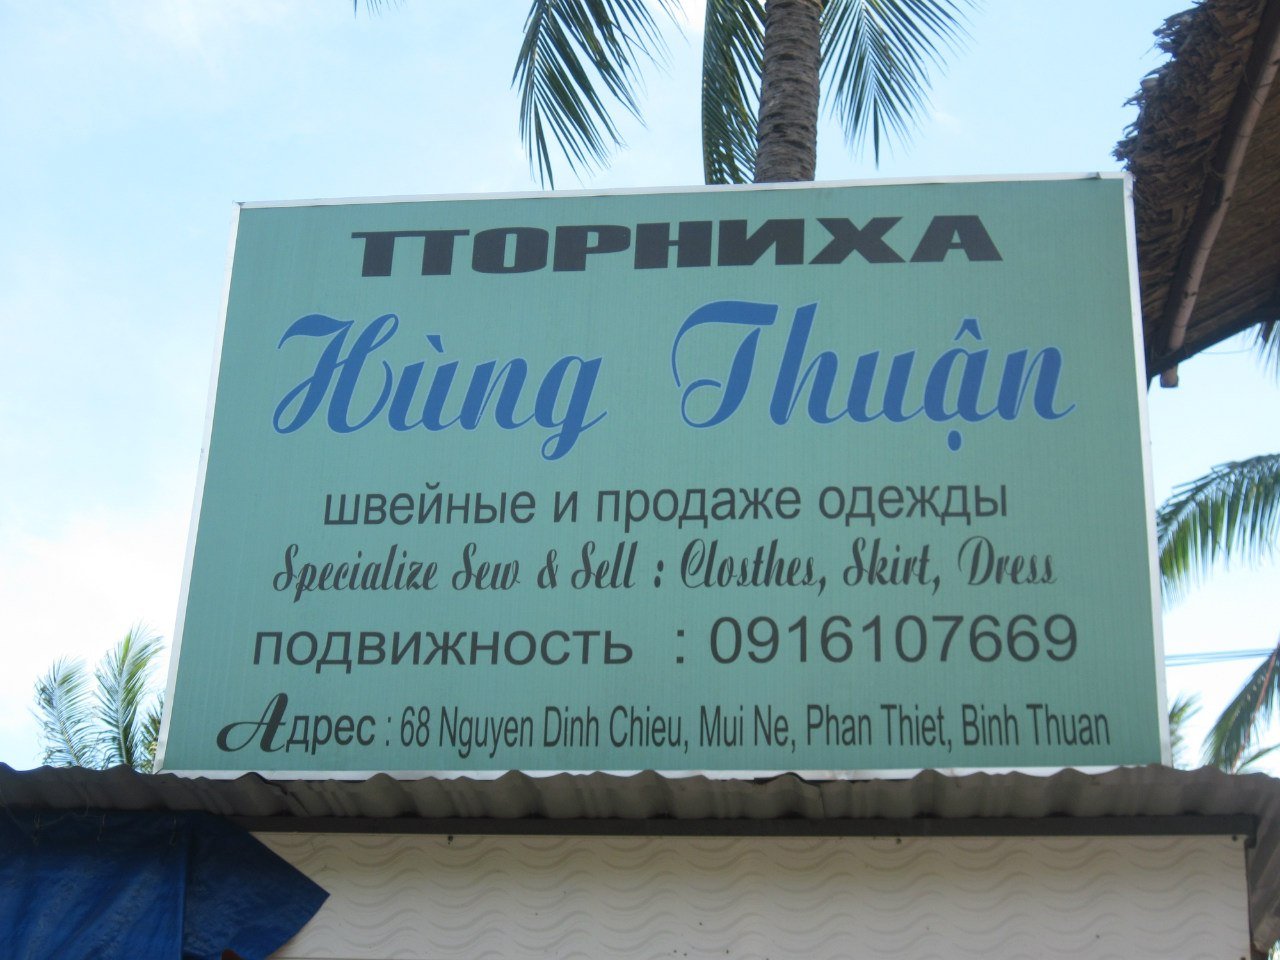 ПОРНИХА
Hùng Thuận
швейные и продаже одежды
Specialize Sew & Sell : Closthes, Skirt, Dress
подвижность : 0916107669
Адрес : 68 Nguyen Dinh Chieu, Mui Ne, Phan Thiet, Binh Thuan